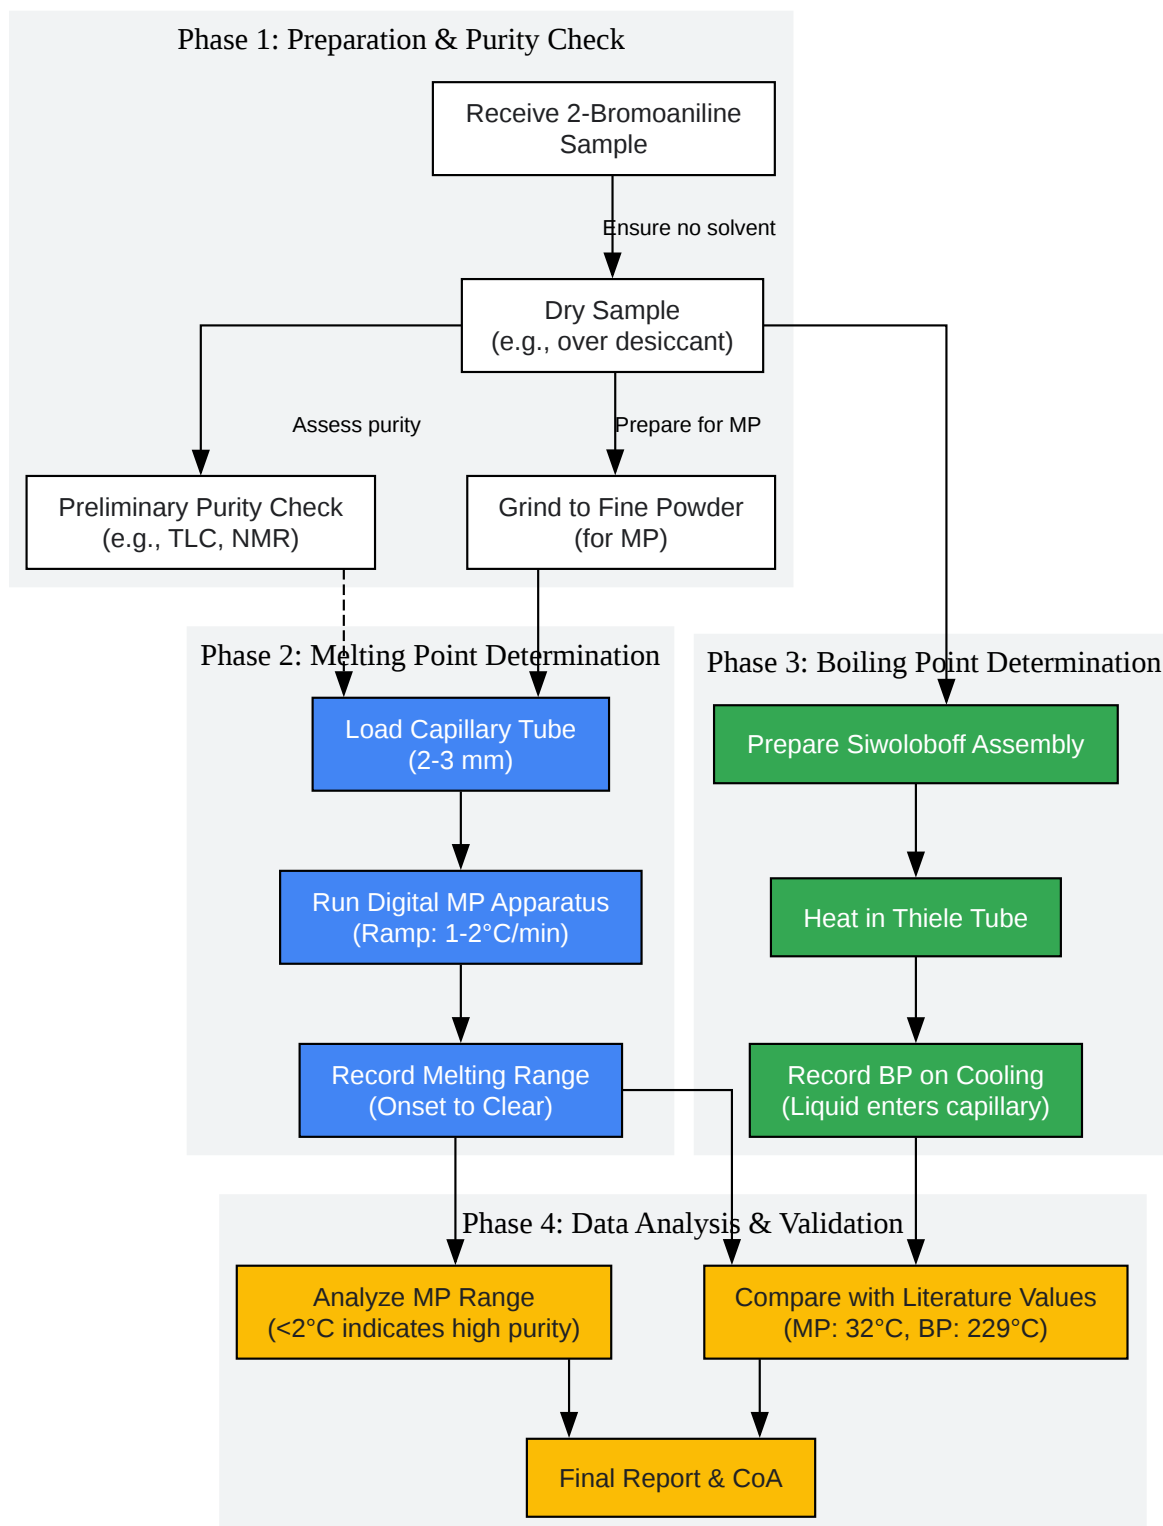 Phase 1: Preparation & Purity Check
Receive 2-Bromoaniline
Sample
Ensure no solvent
Dry Sample
(e.g., over desiccant)
Assess purity
Prepare for MP
Preliminary Purity Check
(e.g., TLC, NMR)
Grind to Fine Powder
(for MP)
Phase 2: Melting Point Determination
Load Capillary Tube
(2-3 mm)
Run Digital MP Apparatus
(Ramp: 1-2°C/min)
Record Melting Range
(Onset to Clear)
Phase 3: Boiling Point Determination
Prepare Siwoloboff Assembly
Heat in Thiele Tube
Record BP on Cooling
(Liquid enters capillary)
Phase 4: Data Analysis & Validation
Analyze MP Range
(<2°C indicates high purity)
Compare with Literature Values
(MP: 32°C, BP: 229°C)
Final Report & CoA